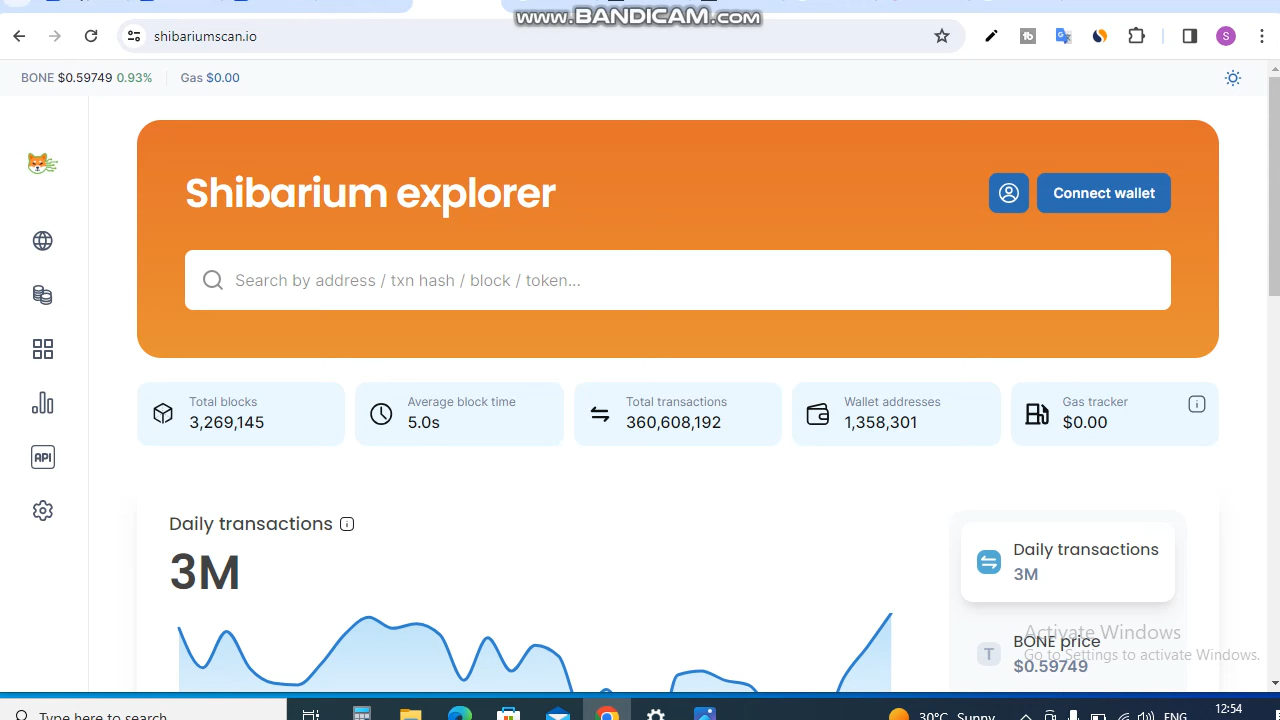 www.BANDICAM.com
shibariumscan.io
S
BONE $0.59749 0.93% Gas $0.00
Shibarium explorer
Connect wallet
Search by address / txn hash / block / token...
Total blocks
3,269,145
Average block time
5.0s
Total transactions
360,608,192
Wallet addresses
1,358,301
Gas tracker
$0.00
API
Daily transactions
3M
Daily transactions
3M
T
BONE price
$0.59749
Activate Windows
Go to Settings to activate Windows.
Type here to search
30°C Sunny
ENG
12:54